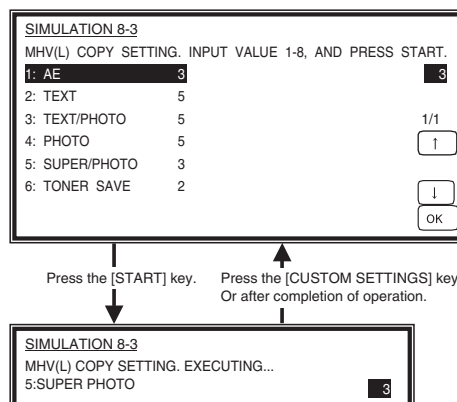 SIMULATION 8-3
MHV(L) COPY SETTING. INPUT VALUE 1-8, AND PRESS START.
1: AE 3 3
2: TEXT 5
3: TEXT/PHOTO 5 1/1
4: PHOTO 5 ↑
5: SUPER/PHOTO 3
6: TONER SAVE 2 ↓
OK
Press the [START] key. Press the [CUSTOM SETTINGS] key
Or after completion of operation.
SIMULATION 8-3
MHV(L) COPY SETTING. EXECUTING...
5:SUPER PHOTO 3